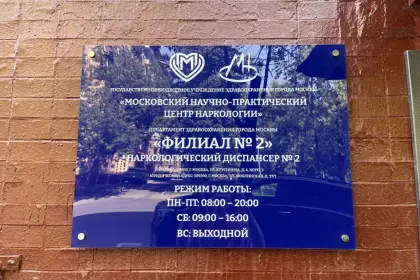 ГОСУДАРСТВЕННОЕ БЮДЖЕТНОЕ УЧРЕЖДЕНИЕ ЗДРАВООХРАНЕНИЯ ГОРОДА МОСКВЫ
«МОСКОВСКИЙ НАУЧНО-ПРАКТИЧЕСКИЙ
ЦЕНТР НАРКОЛОГИИ»
ДЕПАРТАМЕНТ ЗДРАВООХРАНЕНИЯ ГОРОДА МОСКВЫ
«ФИЛИАЛ № 2»
НАРКОЛОГИЧЕСКИЙ ДИСПАНСЕР № 2
РЕЖИМ РАБОТЫ:
ПН-ПТ: 08:00 – 20:00
СБ: 09:00 – 16:00
ВС: ВЫХОДНОЙ